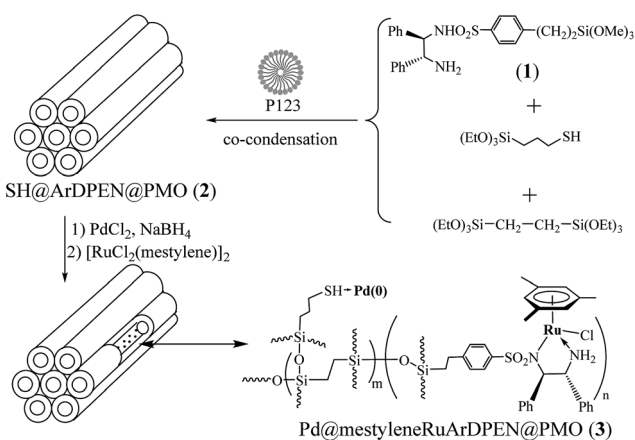 Ph
NHO2S
(CH2)2Si(OMe)3
Ph
NH2
(1)
P123
+
co-condensation
(EtO)3Si
SH
SH@ArDPEN@PMO (2)
+
(EtO)3Si–CH2–CH2–Si(OEt)3
1) PdCl2, NaBH4
2) [RuCl2(mestylene)]2
SH→Pd(0)
Ru
Cl
Si
O
Si
O
Si
m
O
Si
SO2N
NH2
Ph
Ph
n
Pd@mestyleneRuArDPEN@PMO (3)